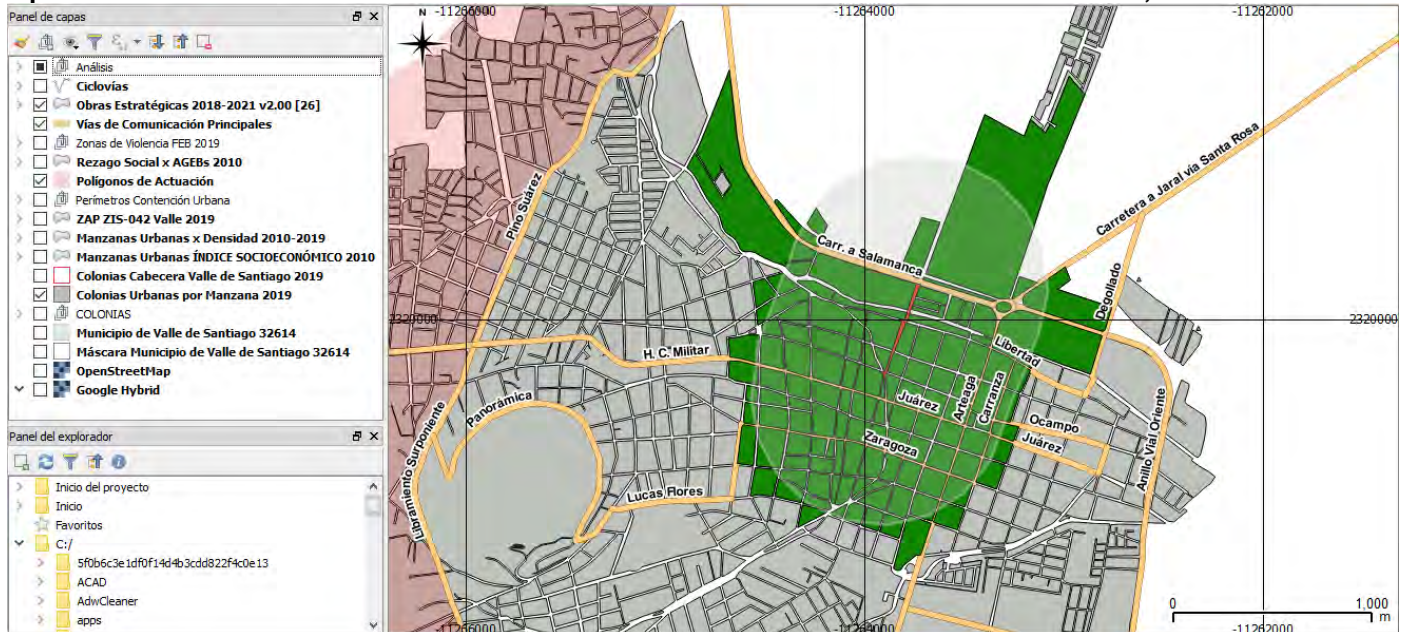 Panel de capas
Análisis
Ciclovías
Obras Estratégicas 2018-2021 v2.00 [26]
Vías de Comunicación Principales
Zonas de Violencia FEB 2019
Rezago Social x AGEBs 2010
Polígonos de Actuación
Perímetros Contención Urbana
ZAP ZIS-042 Valle 2019
Manzanas Urbanas x Densidad 2010-2019
Manzanas Urbanas ÍNDICE SOCIOECONÓMICO 2010
Colonias Cabecera Valle de Santiago 2019
Colonias Urbanas por Manzana 2019
COLONIAS
Municipio de Valle de Santiago 32614
Máscara Municipio de Valle de Santiago 32614
OpenStreetMap
Google Hybrid
Panel del explorador
Inicio del proyecto
Inicio
Favoritos
C:/
5f0b6c3e1df0f14d4b3cdd822f4c0e13
ACAD
AdwCleaner
apps
-11266000
-11264000
-11262000
N
Pino Suárez
Carr. a Salamanca
Carretera a Jaral vía Santa Rosa
Degollado
2320000
2320000
H. C. Militar
Libertad
Panorámica
Juárez
Arteaga
Carranza
Ocampo
Juárez
Zaragoza
Anillo Vial Oriente
Libramiento Surponiente
Lucas Flores
0
1,000
m
-11266000
-11264000
-11262000